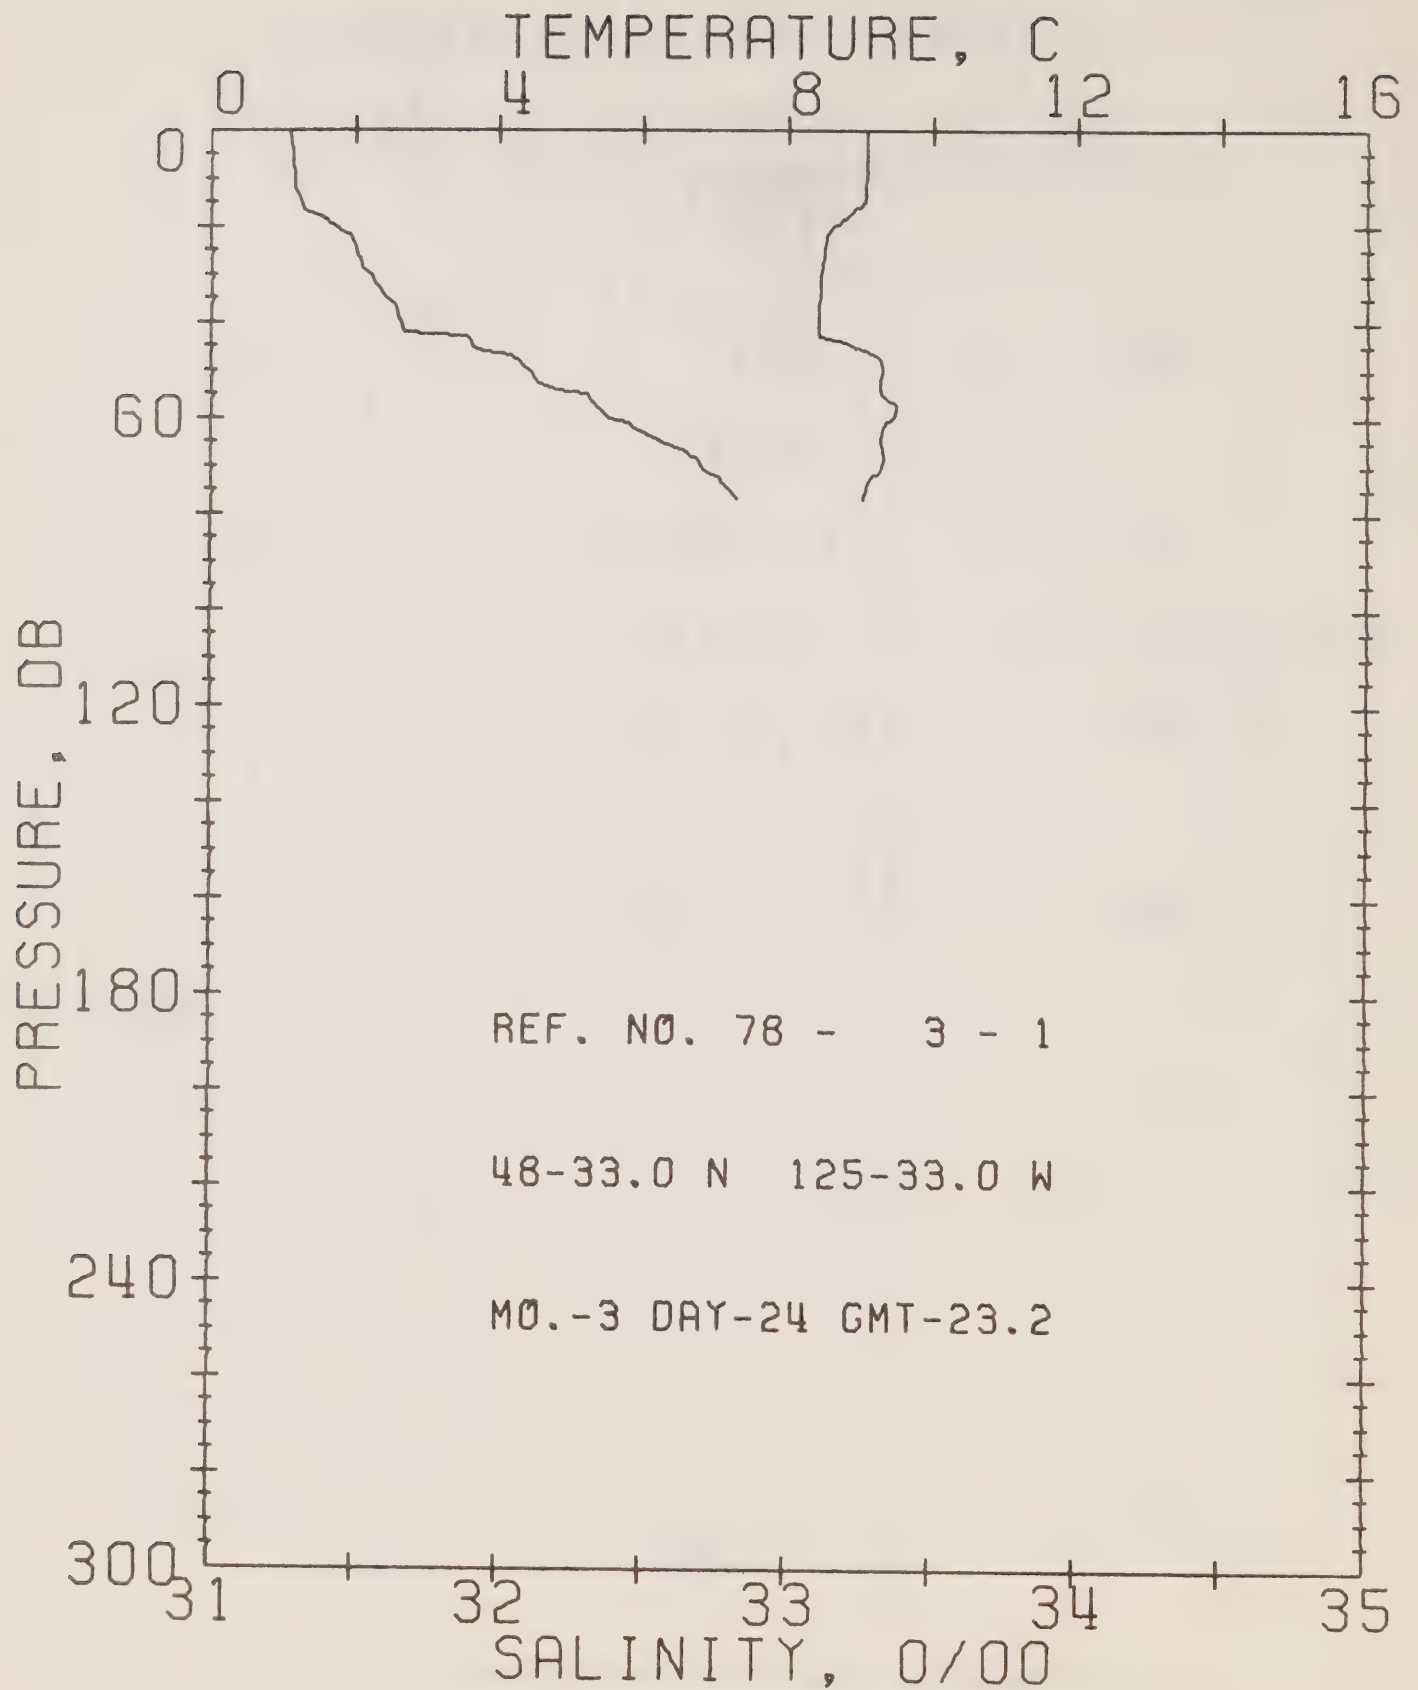 TEMPERATURE, C
0 4 8 12 16
0
60
120
180
240
300
PRESSURE, DB
REF. NO. 78 - 3 - 1
48-33.0 N 125-33.0 W
MO.-3 DAY-24 GMT-23.2
31 32 33 34 35
SALINITY, 0/00